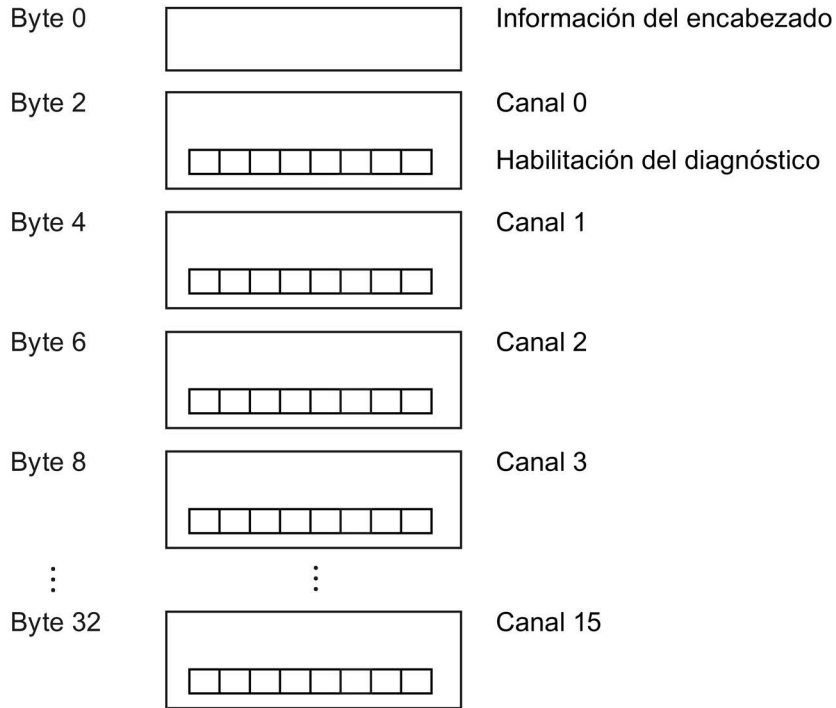 Byte 0 Información del encabezado
Byte 2 Canal 0
Habilitación del diagnóstico
Byte 4 Canal 1
Byte 6 Canal 2
Byte 8 Canal 3
⋮ ⋮
Byte 32 Canal 15